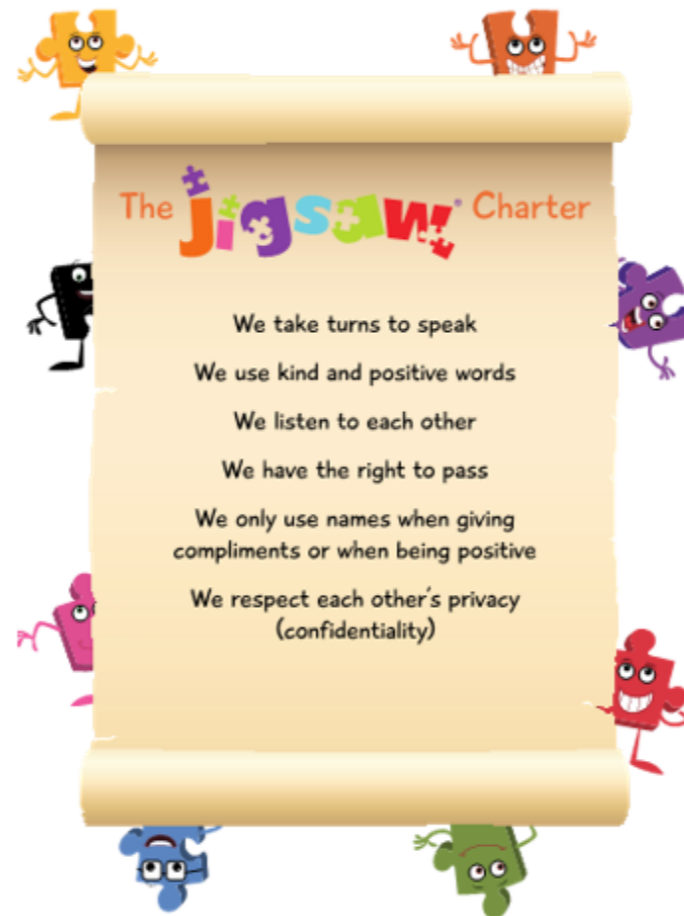 The jigsaw® Charter
We take turns to speak
We use kind and positive words
We listen to each other
We have the right to pass
We only use names when giving
compliments or when being positive
We respect each other's privacy
(confidentiality)